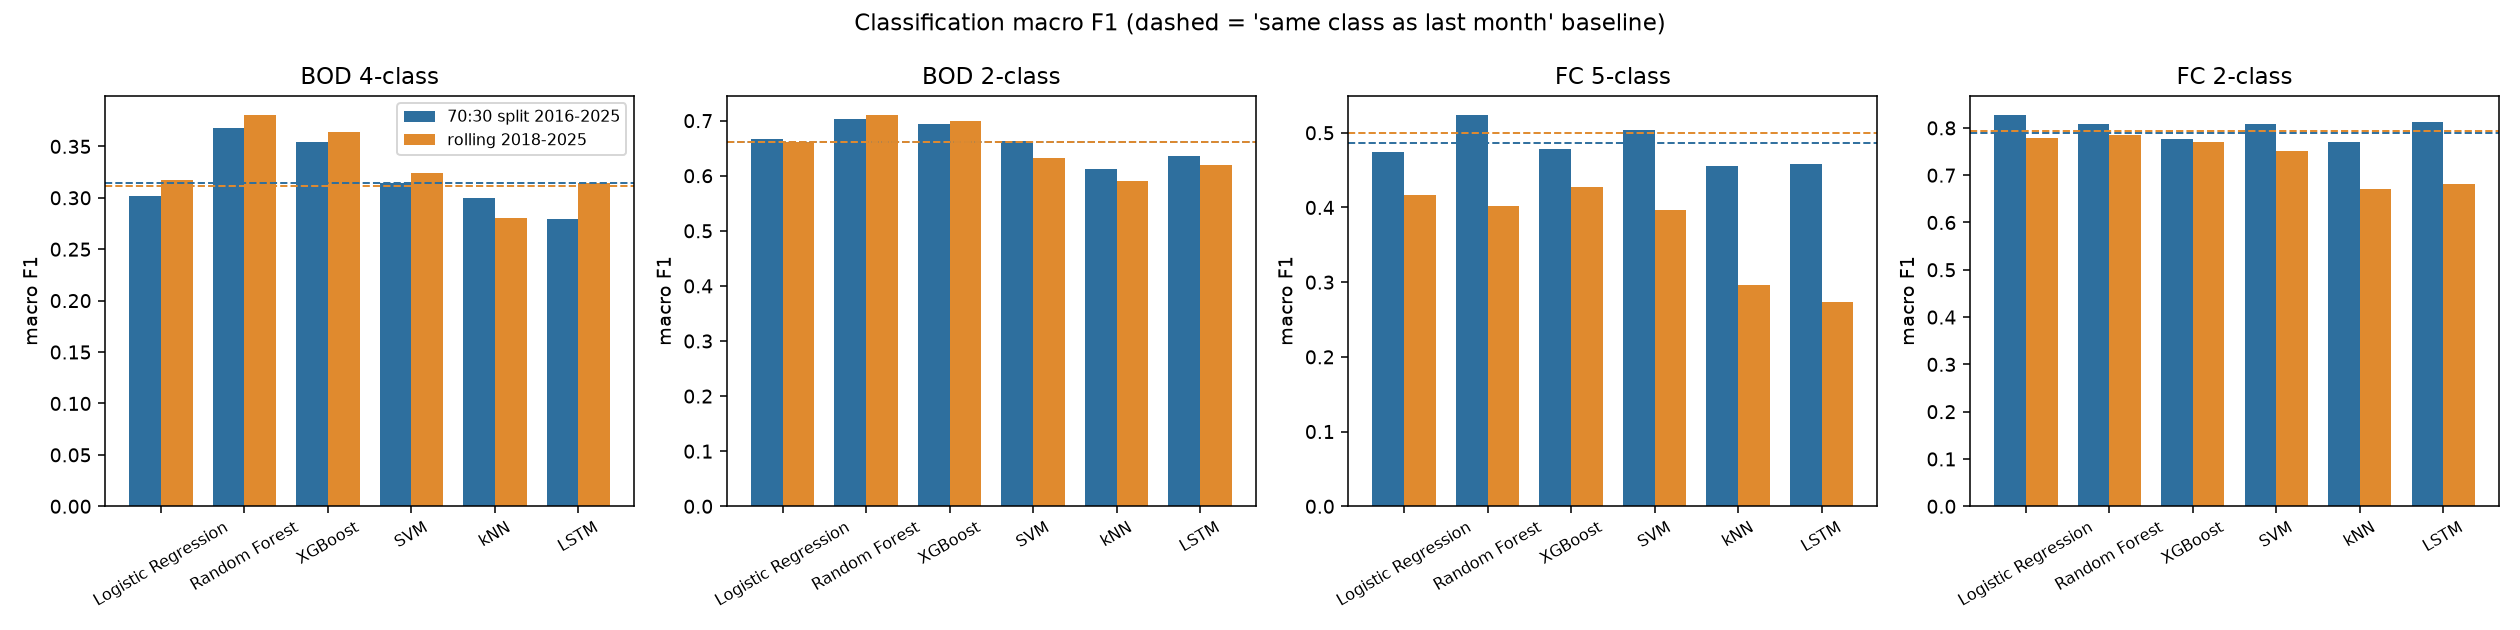 Classification macro F1 (dashed = 'same class as last month' baseline)
BOD 4-class
macro F1
0.35
0.30
0.25
0.20
0.15
0.10
0.05
0.00
70:30 split 2016-2025
rolling 2018-2025
Logistic Regression
Random Forest
XGBoost
SVM
kNN
LSTM
BOD 2-class
macro F1
0.7
0.6
0.5
0.4
0.3
0.2
0.1
0.0
Logistic Regression
Random Forest
XGBoost
SVM
kNN
LSTM
FC 5-class
macro F1
0.5
0.4
0.3
0.2
0.1
0.0
Logistic Regression
Random Forest
XGBoost
SVM
kNN
LSTM
FC 2-class
macro F1
0.8
0.7
0.6
0.5
0.4
0.3
0.2
0.1
0.0
Logistic Regression
Random Forest
XGBoost
SVM
kNN
LSTM